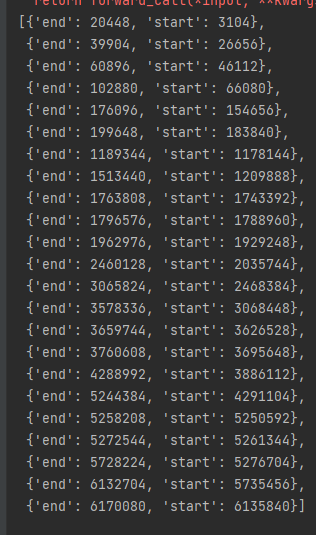 return forward_call(*input, **kwarg
[{'end': 20448, 'start': 3104},
{'end': 39904, 'start': 26656},
{'end': 60896, 'start': 46112},
{'end': 102880, 'start': 66080},
{'end': 176096, 'start': 154656},
{'end': 199648, 'start': 183840},
{'end': 1189344, 'start': 1178144},
{'end': 1513440, 'start': 1209888},
{'end': 1763808, 'start': 1743392},
{'end': 1796576, 'start': 1788960},
{'end': 1962976, 'start': 1929248},
{'end': 2460128, 'start': 2035744},
{'end': 3065824, 'start': 2468384},
{'end': 3578336, 'start': 3068448},
{'end': 3659744, 'start': 3626528},
{'end': 3760608, 'start': 3695648},
{'end': 4288992, 'start': 3886112},
{'end': 5244384, 'start': 4291104},
{'end': 5258208, 'start': 5250592},
{'end': 5272544, 'start': 5261344},
{'end': 5728224, 'start': 5276704},
{'end': 6132704, 'start': 5735456},
{'end': 6170080, 'start': 6135840}]